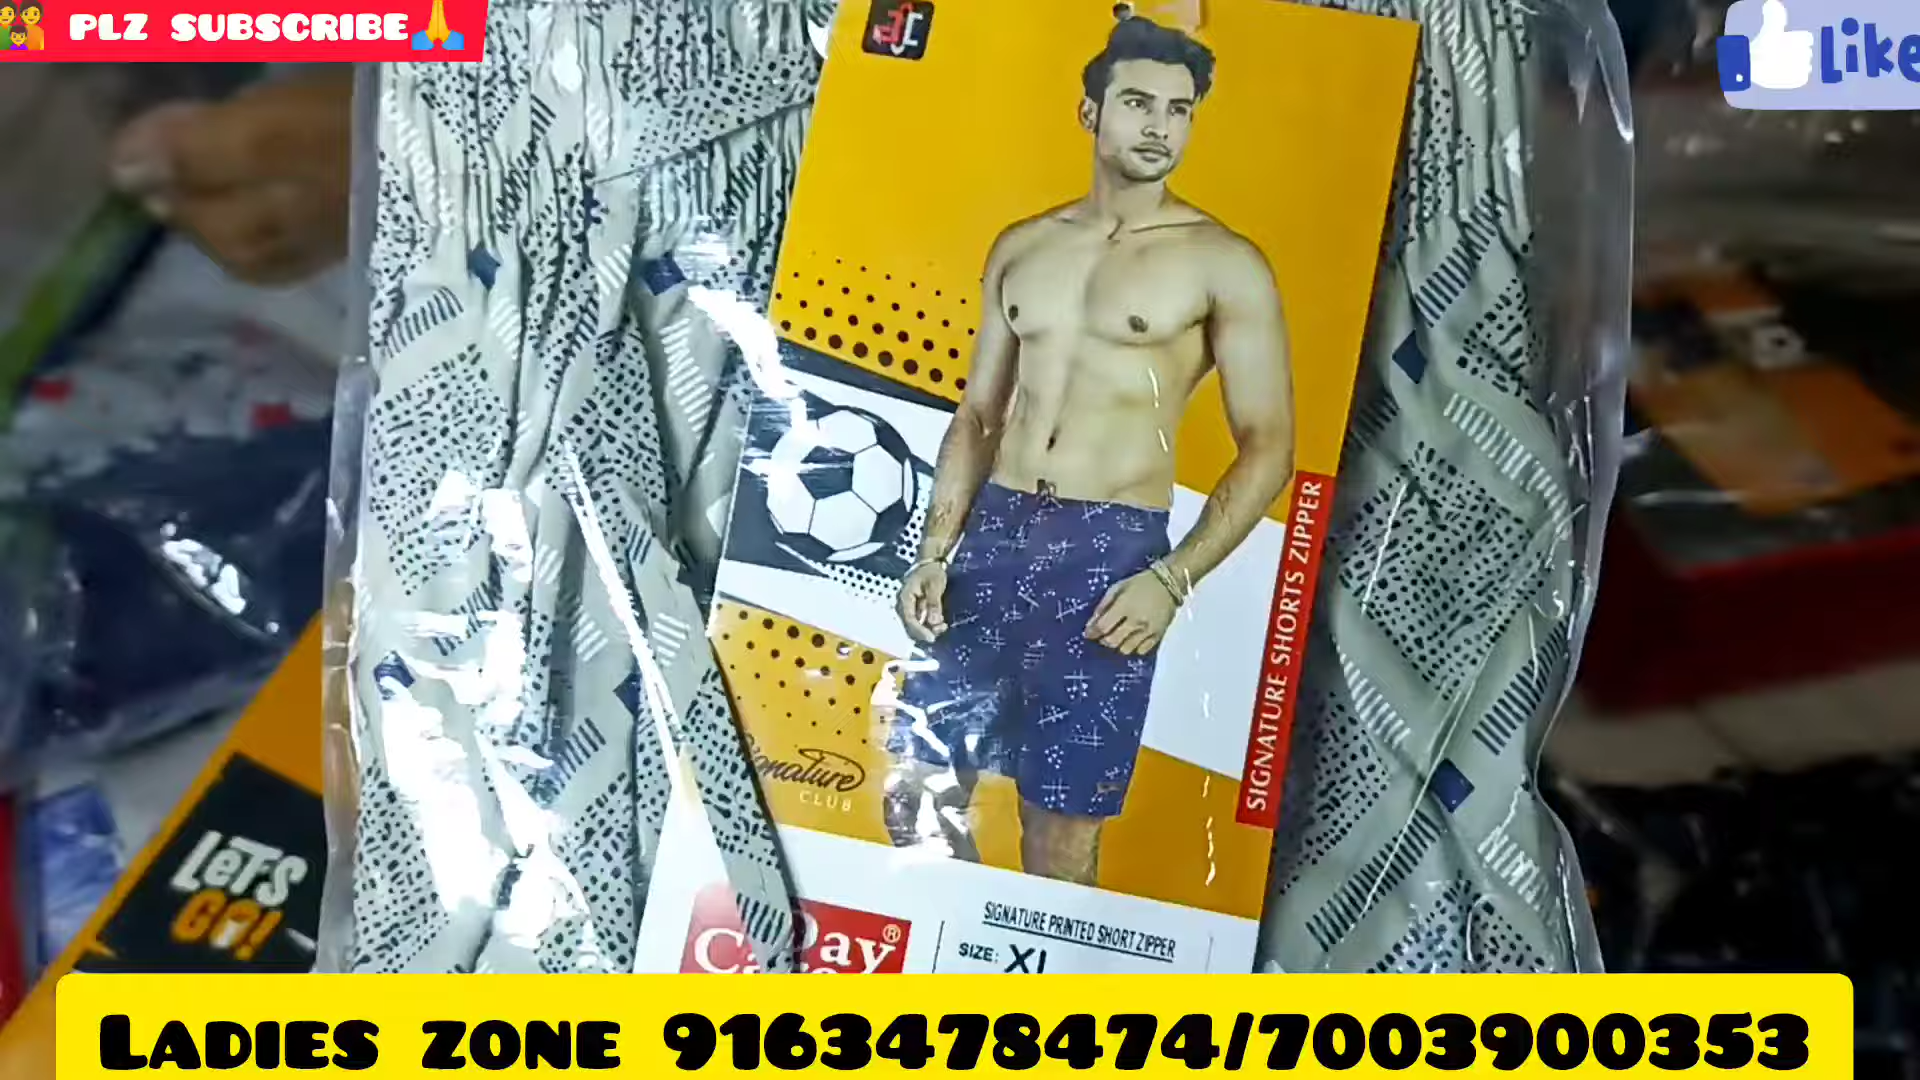 PLZ SUBSCRIBE
Like
SIGNATURE SHORTS ZIPPER
CLUB
LETS
GO!
Day®
SIGNATURE PRINTED SHORT ZIPPER
SIZE: XL
LADIES ZONE 9163478474/7003900353